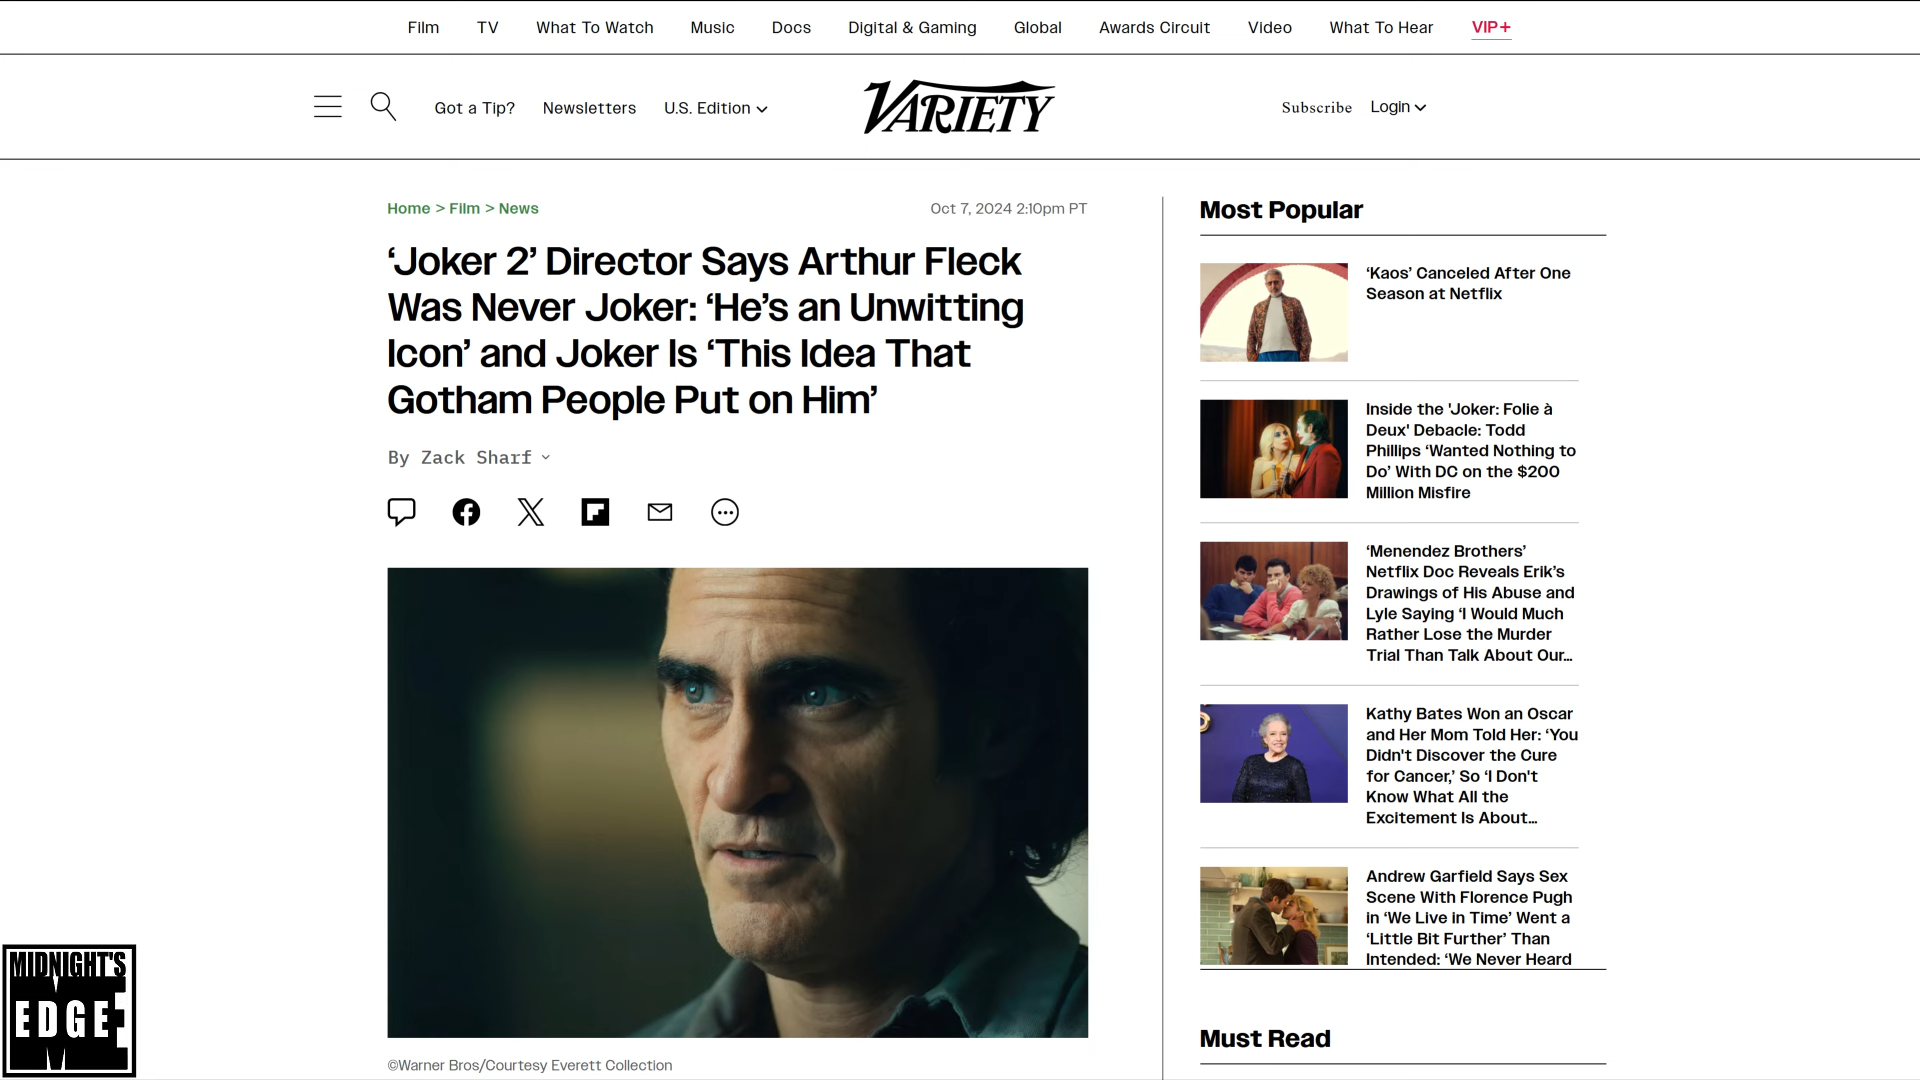 Film TV What To Watch Music Docs Digital & Gaming Global Awards Circuit Video What To Hear VIP+
Got a Tip? Newsletters U.S. Edition VARIETY Subscribe Login
Home > Film > News Oct 7, 2024 2:10pm PT
‘Joker 2’ Director Says Arthur Fleck
Was Never Joker: ‘He’s an Unwitting
Icon’ and Joker Is ‘This Idea That
Gotham People Put on Him’
By Zack Sharf
©Warner Bros/Courtesy Everett Collection
Most Popular
‘Kaos’ Canceled After One
Season at Netflix
Inside the 'Joker: Folie à
Deux' Debacle: Todd
Phillips ‘Wanted Nothing to
Do’ With DC on the $200
Million Misfire
‘Menendez Brothers’
Netflix Doc Reveals Erik’s
Drawings of His Abuse and
Lyle Saying ‘I Would Much
Rather Lose the Murder
Trial Than Talk About Our...
Kathy Bates Won an Oscar
and Her Mom Told Her: ‘You
Didn't Discover the Cure
for Cancer,’ So ‘I Don't
Know What All the
Excitement Is About...
Andrew Garfield Says Sex
Scene With Florence Pugh
in ‘We Live in Time’ Went a
‘Little Bit Further’ Than
Intended: ‘We Never Heard
Must Read
MIDNIGHT'S
EDGE
ME